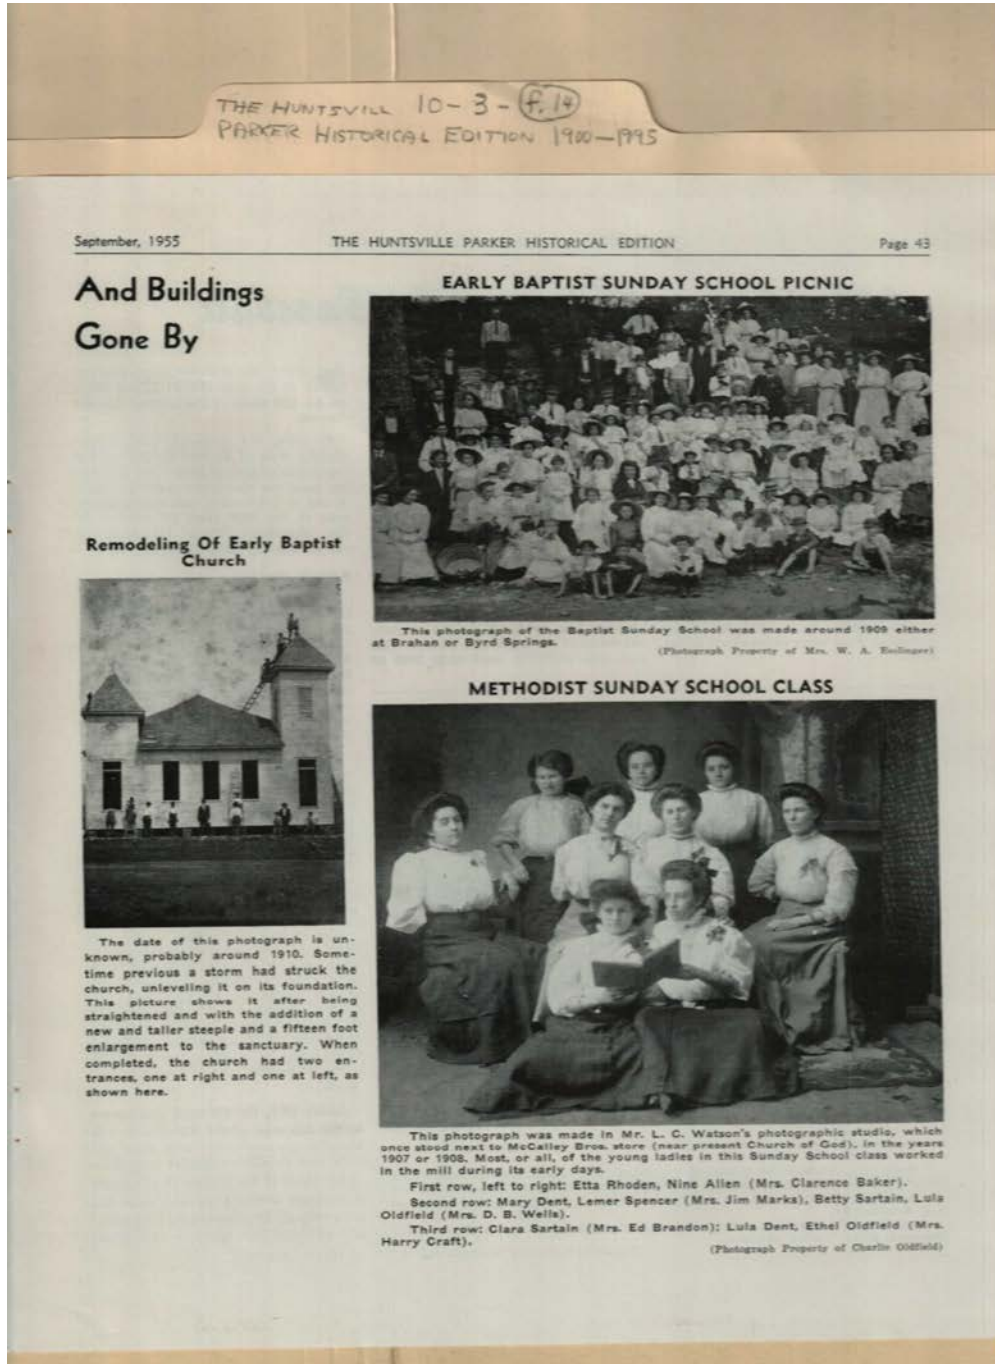 THE HUNTSVILL 10-3-f.14
PARKER HISTORICAL EDITION 1900-1995
September, 1955 THE HUNTSVILLE PARKER HISTORICAL EDITION Page 43
And Buildings
Gone By
EARLY BAPTIST SUNDAY SCHOOL PICNIC
This photograph of the Baptist Sunday School was made around 1909 either
at Brahan or Byrd Springs.
(Photograph Property of Mrs. W. A. Esslinger)
Remodeling Of Early Baptist
Church
The date of this photograph is un-
known, probably around 1910. Some-
time previous a storm had struck the
church, unleveling it on its foundation.
This picture shows it after being
straightened and with the addition of a
new and taller steeple and a fifteen foot
enlargement to the sanctuary. When
completed, the church had two en-
trances, one at right and one at left, as
shown here.
METHODIST SUNDAY SCHOOL CLASS
This photograph was made in Mr. L. C. Watson's photographic studio, which
once stood next to McCalley Bros. store (near present Church of God), in the years
1907 or 1908. Most, or all, of the young ladies in this Sunday School class worked
in the mill during its early days.
First row, left to right: Etta Rhoden, Nine Allen (Mrs. Clarence Baker).
Second row: Mary Dent, Lemer Spencer (Mrs. Jim Marks), Betty Sartain, Lula
Oldfield (Mrs. D. B. Wells).
Third row: Clara Sartain (Mrs. Ed Brandon); Lula Dent, Ethel Oldfield (Mrs.
Harry Craft).
(Photograph Property of Charlie Oldfield)